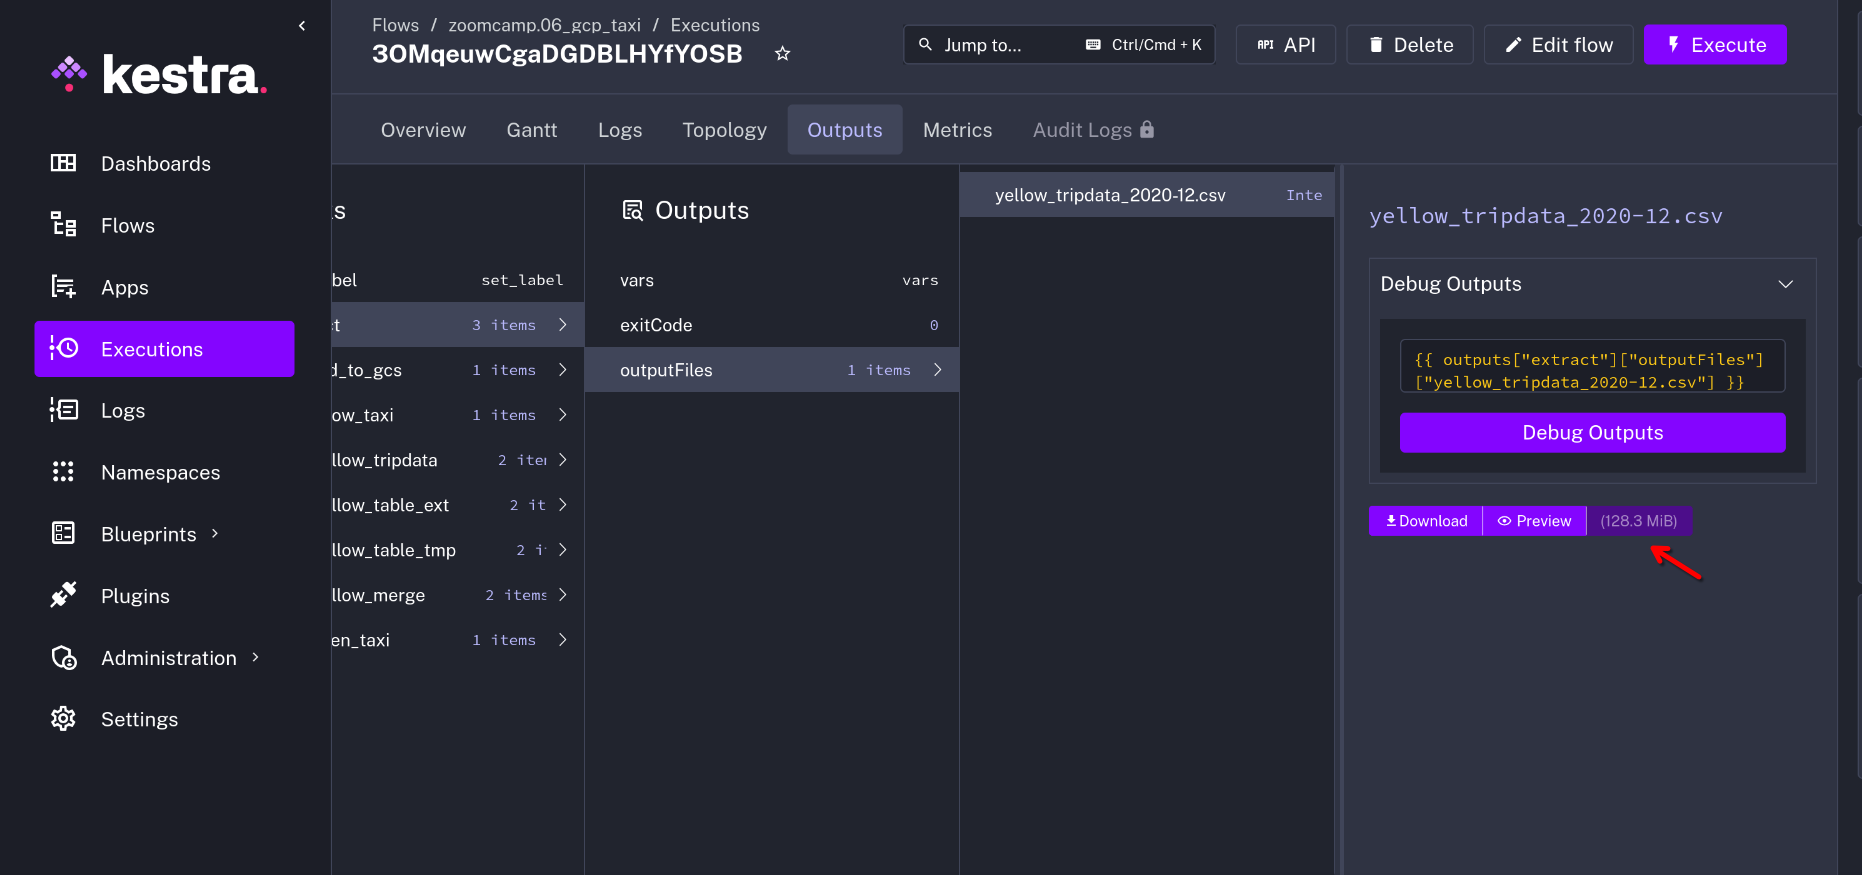 kestra.
Dashboards
Flows
Apps
Executions
Logs
Namespaces
Blueprints
Plugins
Administration
Settings
Flows / zoomcamp.06_gcp_taxi / Executions
3OMqeuwCgaDGDBLHYfYOSB
Jump to... Ctrl/Cmd + K
API API
Delete
Edit flow
Execute
Overview Gantt Logs Topology Outputs Metrics Audit Logs
s
bel set_label
t 3 items
d_to_gcs 1 items
ow_taxi 1 items
llow_tripdata 2 iter
llow_table_ext 2 it
llow_table_tmp 2 i
llow_merge 2 items
en_taxi 1 items
Outputs
vars vars
exitCode 0
outputFiles 1 items
yellow_tripdata_2020-12.csv Inte
yellow_tripdata_2020-12.csv
Debug Outputs
{{ outputs["extract"]["outputFiles"]
["yellow_tripdata_2020-12.csv"] }}
Debug Outputs
Download Preview (128.3 MiB)